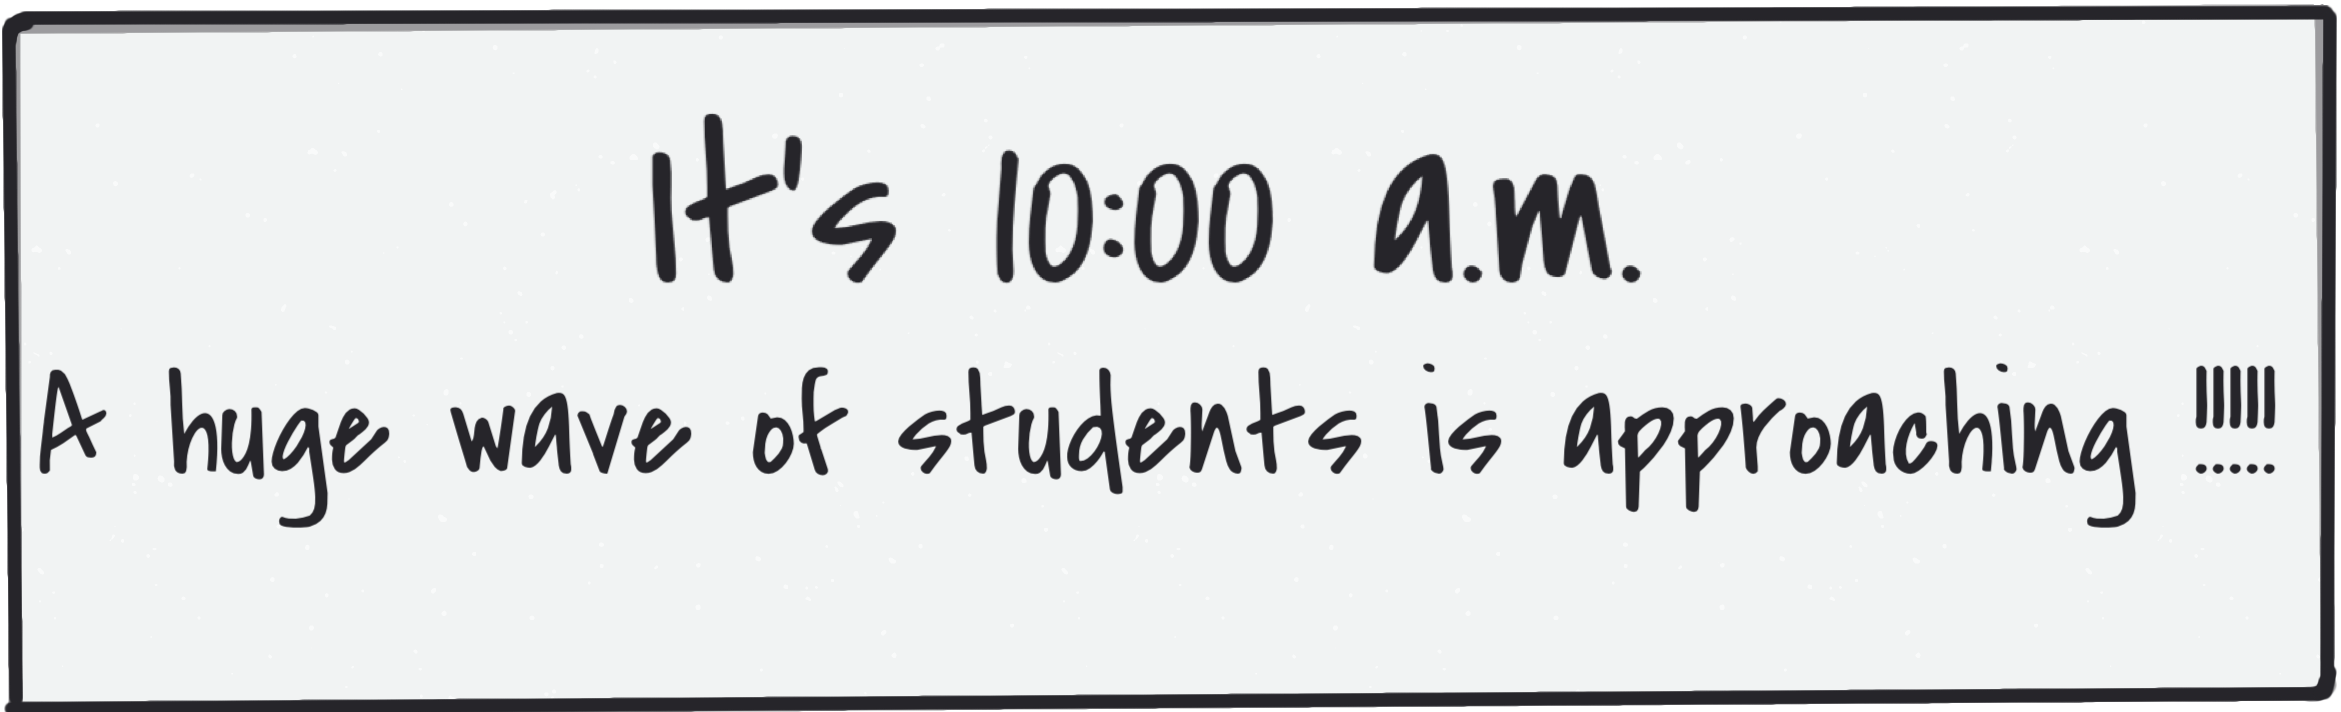 It's 10:00 a.m.
A huge wave of students is approaching !!!!!